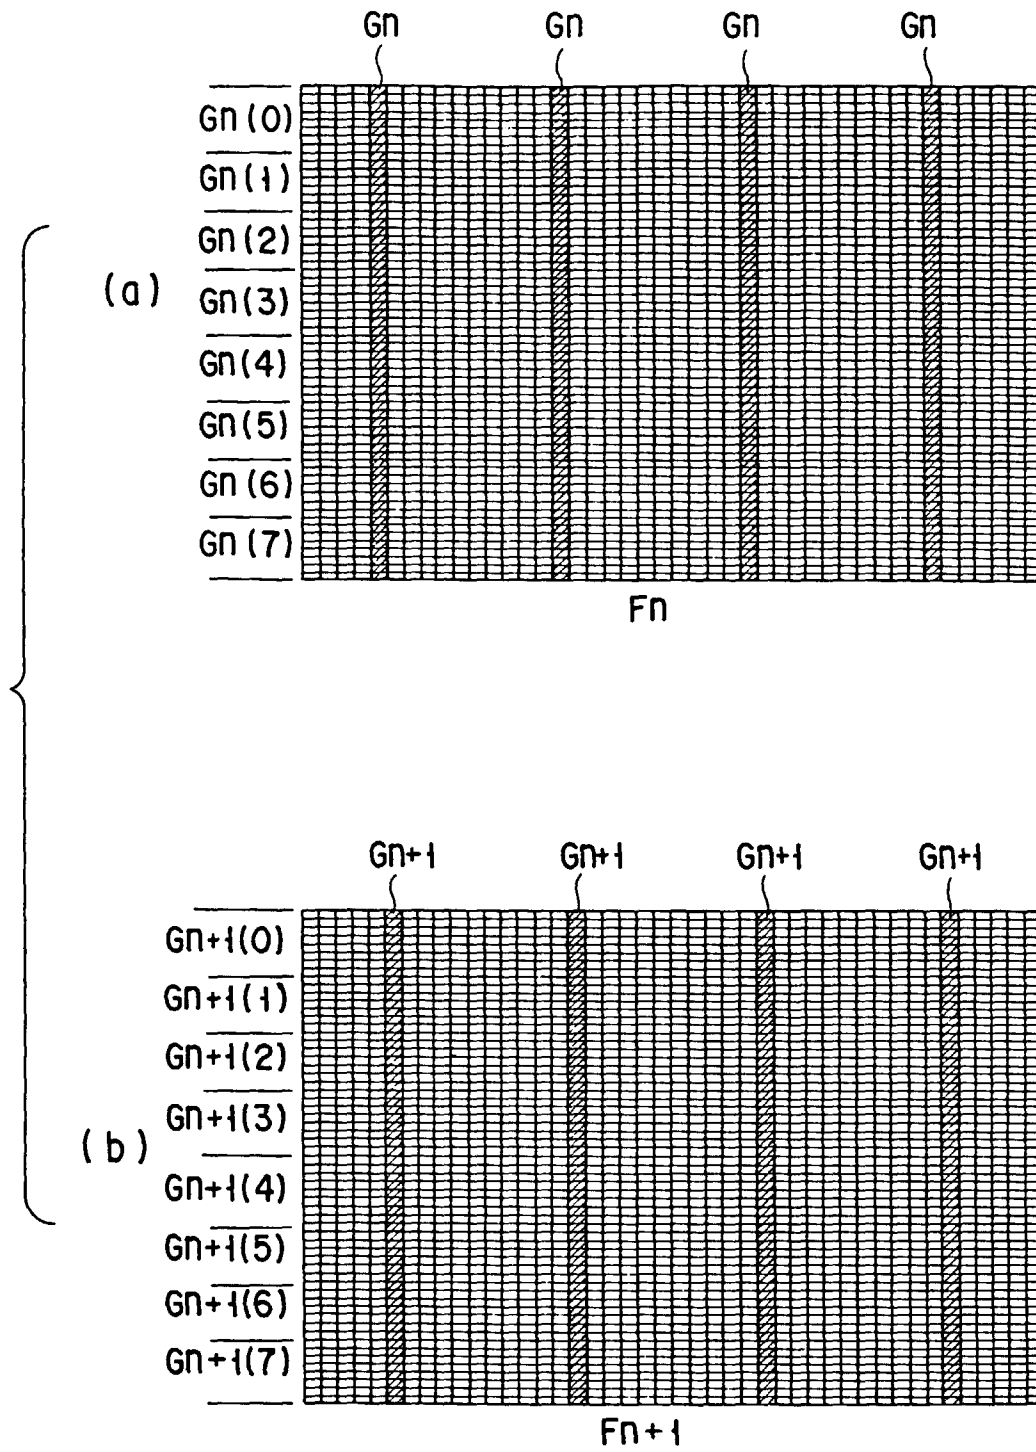 Gn Gn Gn Gn
Gn(0)
Gn(1)
Gn(2)
(a)
Gn(3)
Gn(4)
Gn(5)
Gn(6)
Gn(7)
Fn
Gn+1 Gn+1 Gn+1 Gn+1
Gn+1(0)
Gn+1(1)
Gn+1(2)
Gn+1(3)
(b)
Gn+1(4)
Gn+1(5)
Gn+1(6)
Gn+1(7)
Fn+1